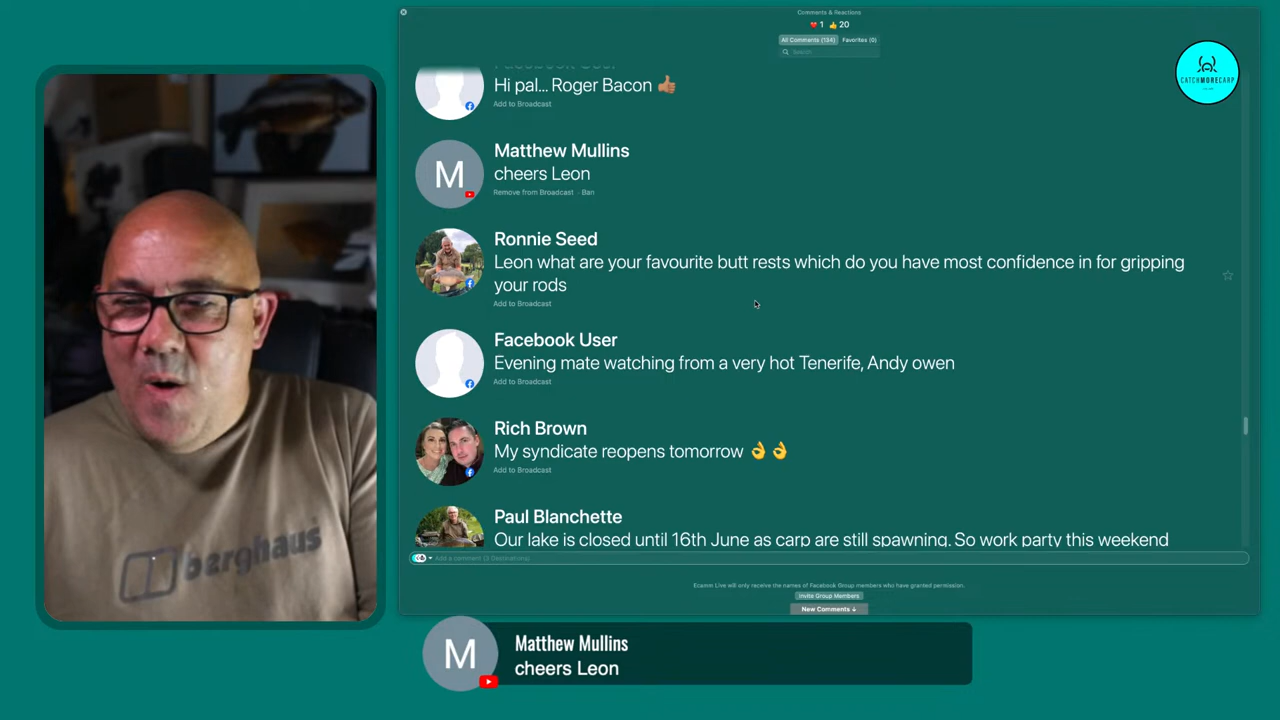 Comments & Reactions
❤️ 1 👍 20
All Comments (134) Favorites (0)
Search
Hi pal... Roger Bacon 👍🏽
Add to Broadcast
M
Matthew Mullins
cheers Leon
Remove from Broadcast - Ban
Ronnie Seed
Leon what are your favourite butt rests which do you have most confidence in for gripping
your rods
Add to Broadcast
Facebook User
Evening mate watching from a very hot Tenerife, Andy owen
Add to Broadcast
Rich Brown
My syndicate reopens tomorrow 👌👌
Add to Broadcast
Paul Blanchette
Our lake is closed until 16th June as carp are still spawning. So work party this weekend
Add a comment (3 Destinations)
Ecamm Live will only receive the names of Facebook Group members who have granted permission.
Invite Group Members
New Comments ↓
CATCHMORECARP
berghaus
M
Matthew Mullins
cheers Leon